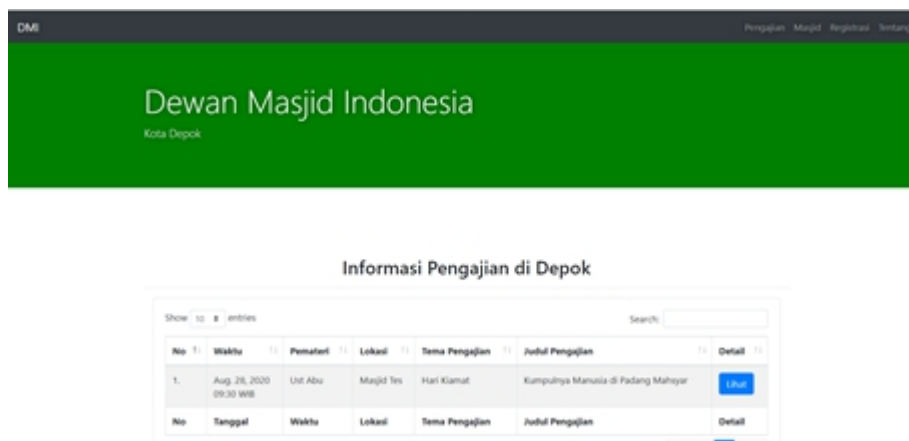 DMI
Pengajian Masjid Registrasi Tentang
Dewan Masjid Indonesia
Kota Depok
Informasi Pengajian di Depok
Show 10 entries
Search:
No Waktu Pemateri Lokasi Tema Pengajian Judul Pengajian Detail
1. Aug. 28, 2020 Ust Abu Masjid Tes Hari Kiamat Kumpulnya Manusia di Padang Mahsyar Lihat
09:30 WIB
No Tanggal Waktu Lokasi Tema Pengajian Judul Pengajian Detail